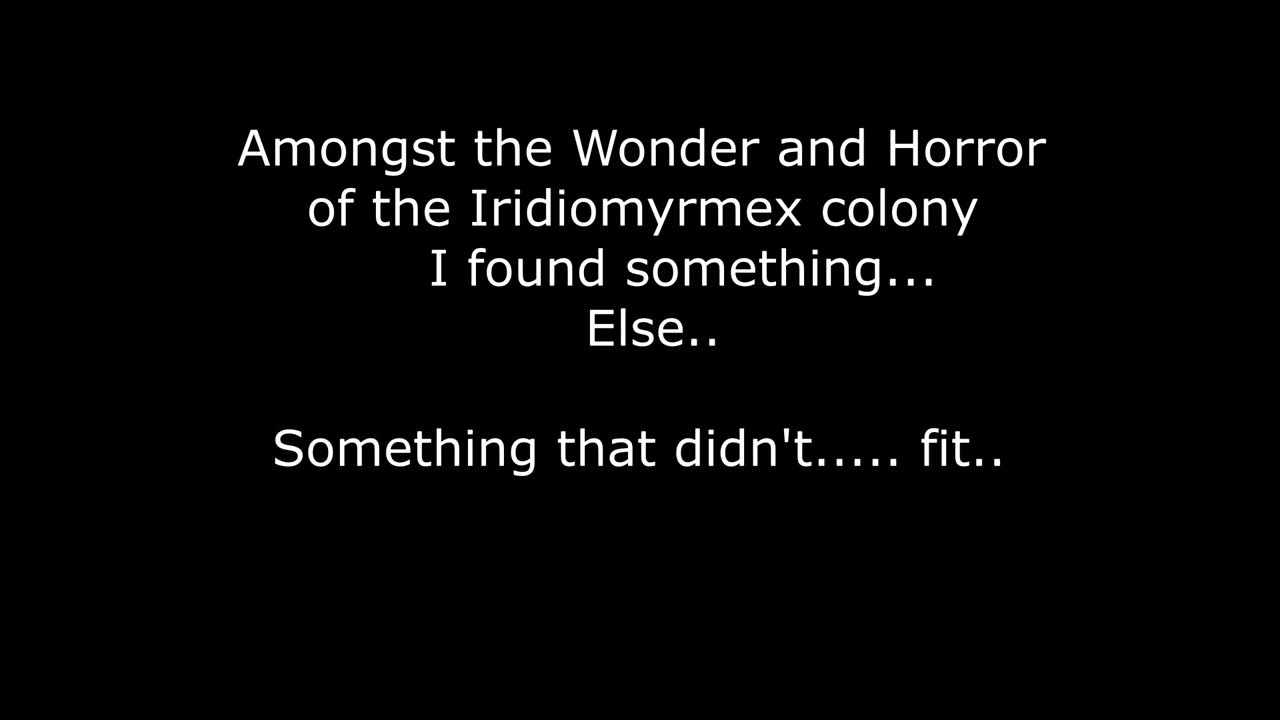 Amongst the Wonder and Horror
of the Iridiomyrmex colony
I found something...
Else..
Something that didn't..... fit..